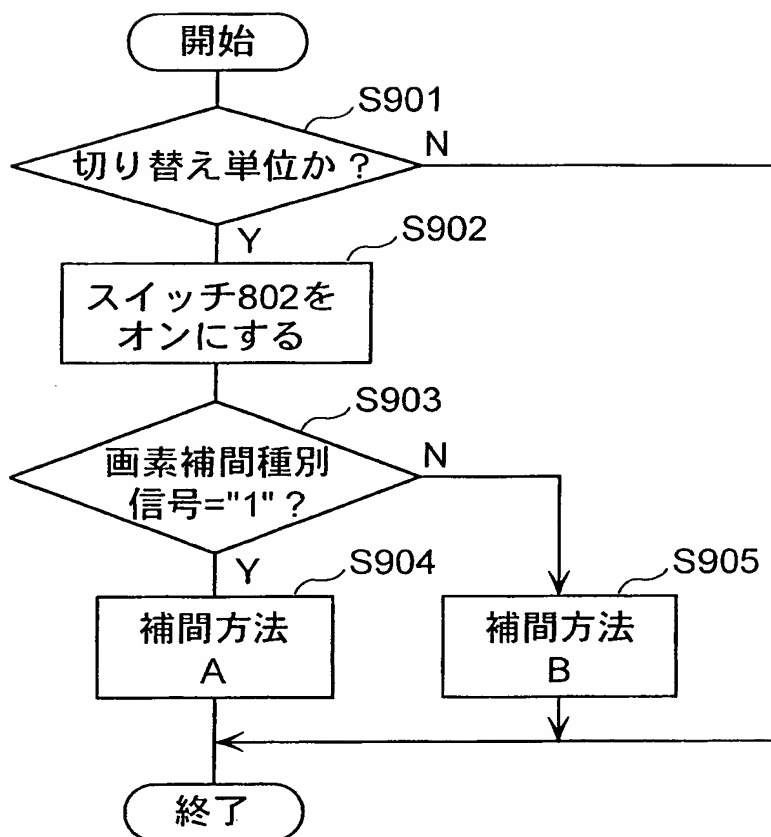 開始
S901
切り替え単位か？
N
Y
S902
スイッチ802を
オンにする
S903
画素補間種別
信号="1"？
N
Y
S904
補間方法
A
S905
補間方法
B
終了